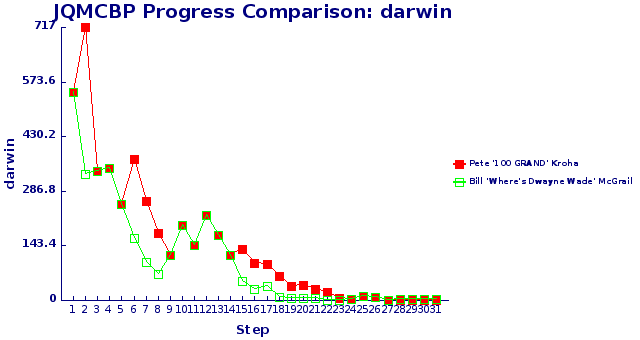 JQMCBP Progress Comparison: darwin
717
573.6
430.2
286.8
143.4
0
darwin
1 2 3 4 5 6 7 8 9 10 11 12 13 14 15 16 17 18 19 20 21 22 23 24 25 26 27 28 29 30 31
Step
Pete '100 GRAND' Kroha
Bill 'Where's Dwayne Wade' McGrail